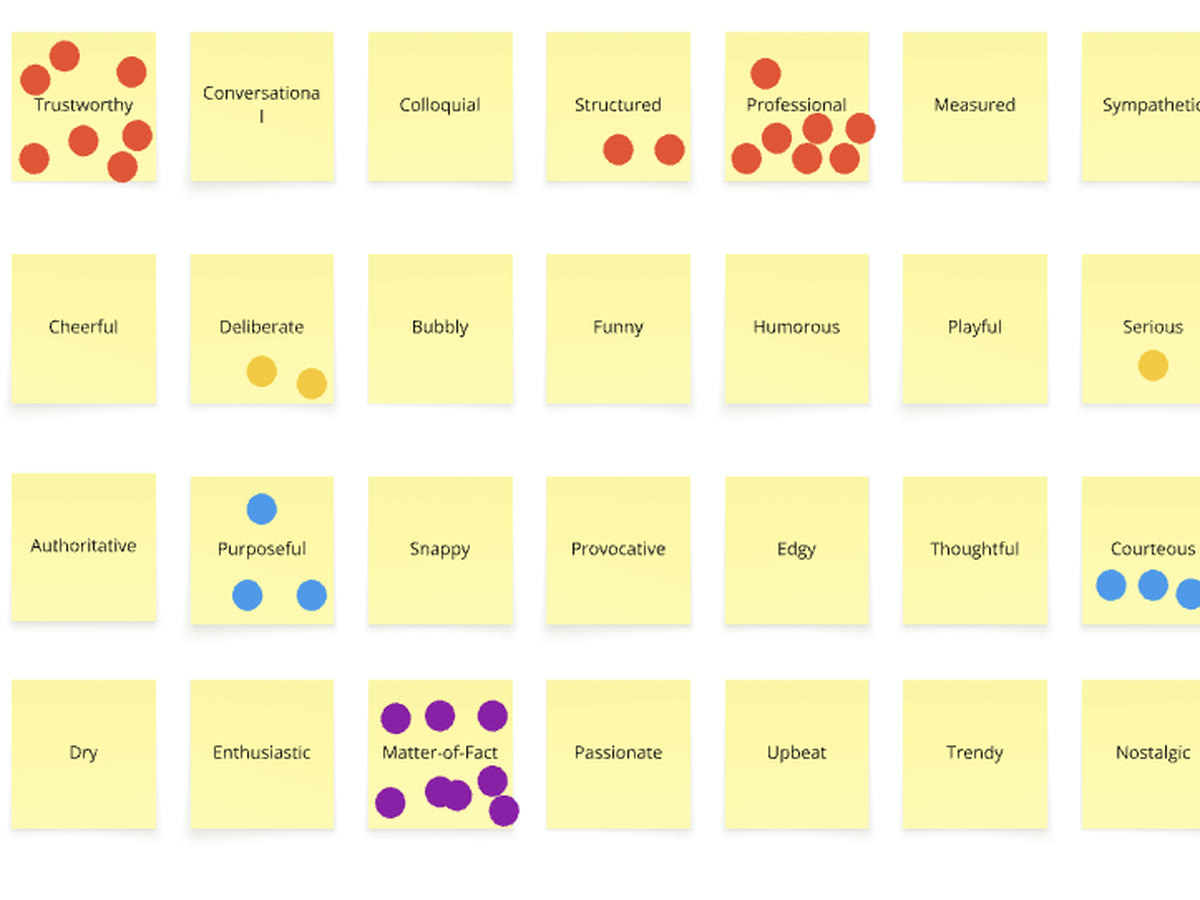 Trustworthy
Conversationa
l
Colloquial
Structured
Professional
Measured
Sympathetic
Cheerful
Deliberate
Bubbly
Funny
Humorous
Playful
Serious
Authoritative
Purposeful
Snappy
Provocative
Edgy
Thoughtful
Courteous
Dry
Enthusiastic
Matter-of-Fact
Passionate
Upbeat
Trendy
Nostalgic